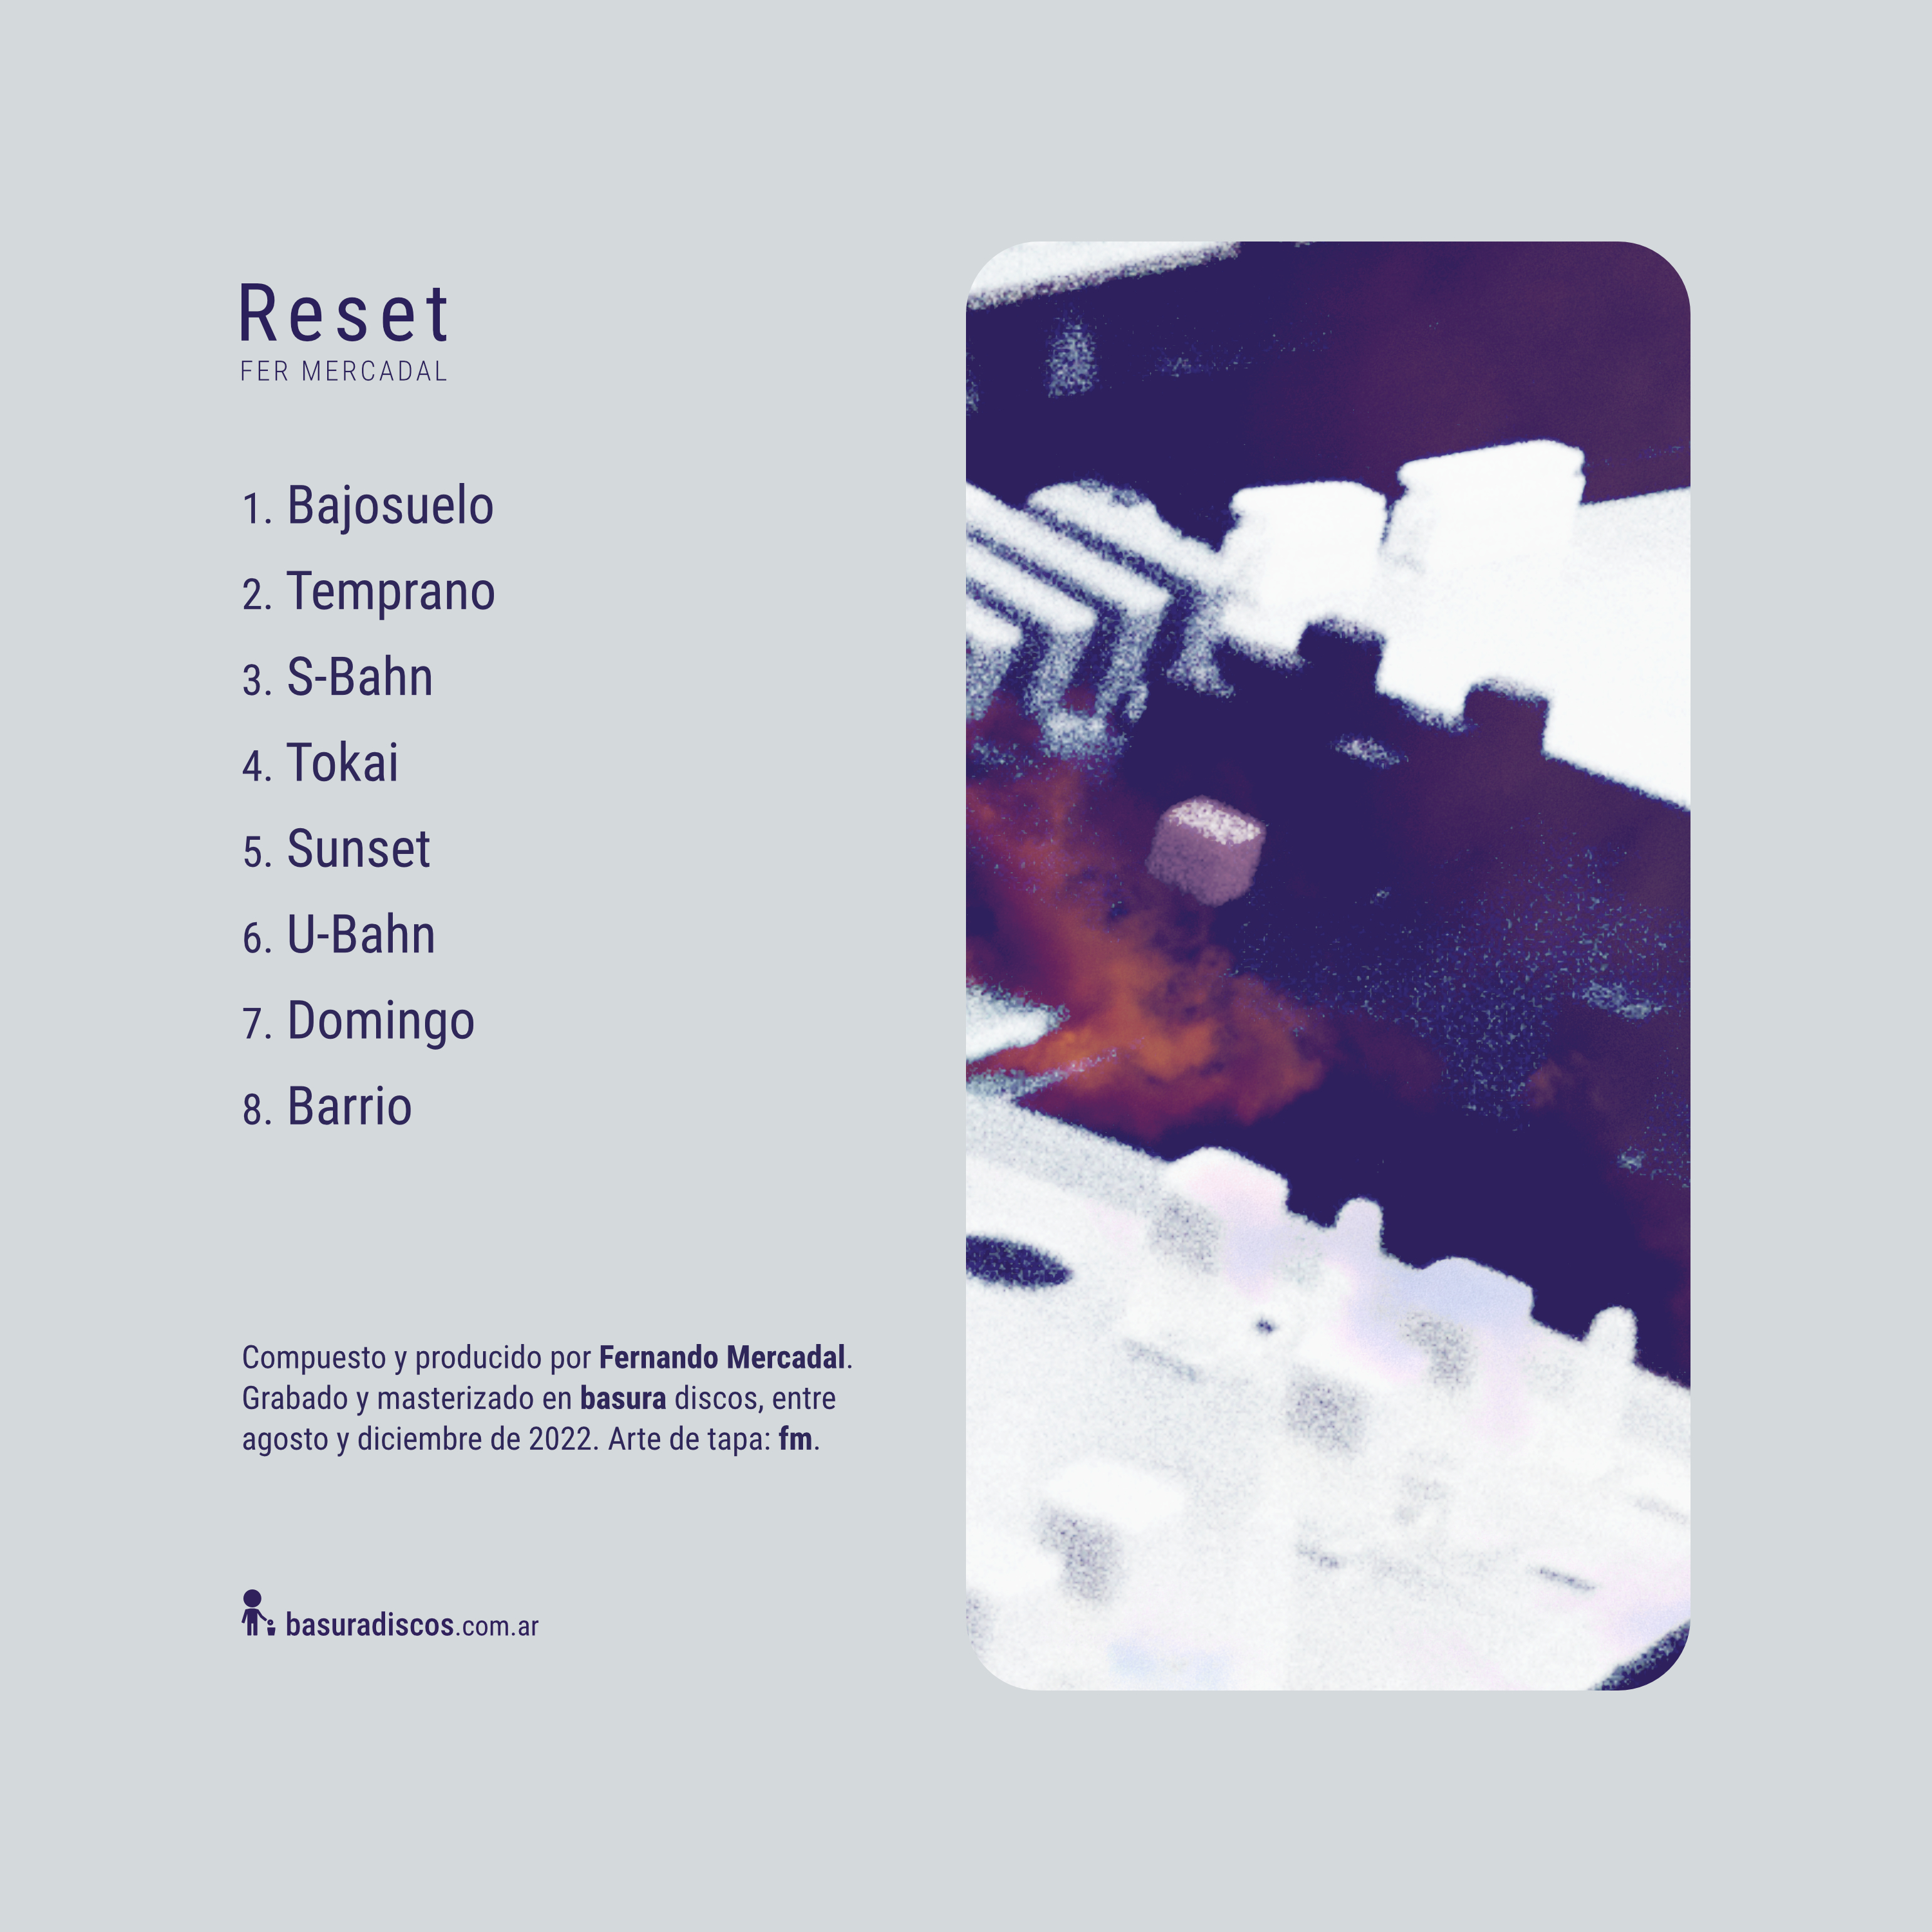 Reset
FER MERCADAL
1. Bajosuelo
2. Temprano
3. S-Bahn
4. Tokai
5. Sunset
6. U-Bahn
7. Domingo
8. Barrio
Compuesto y producido por Fernando Mercadal.
Grabado y masterizado en basura discos, entre
agosto y diciembre de 2022. Arte de tapa: fm.
basuradiscos.com.ar